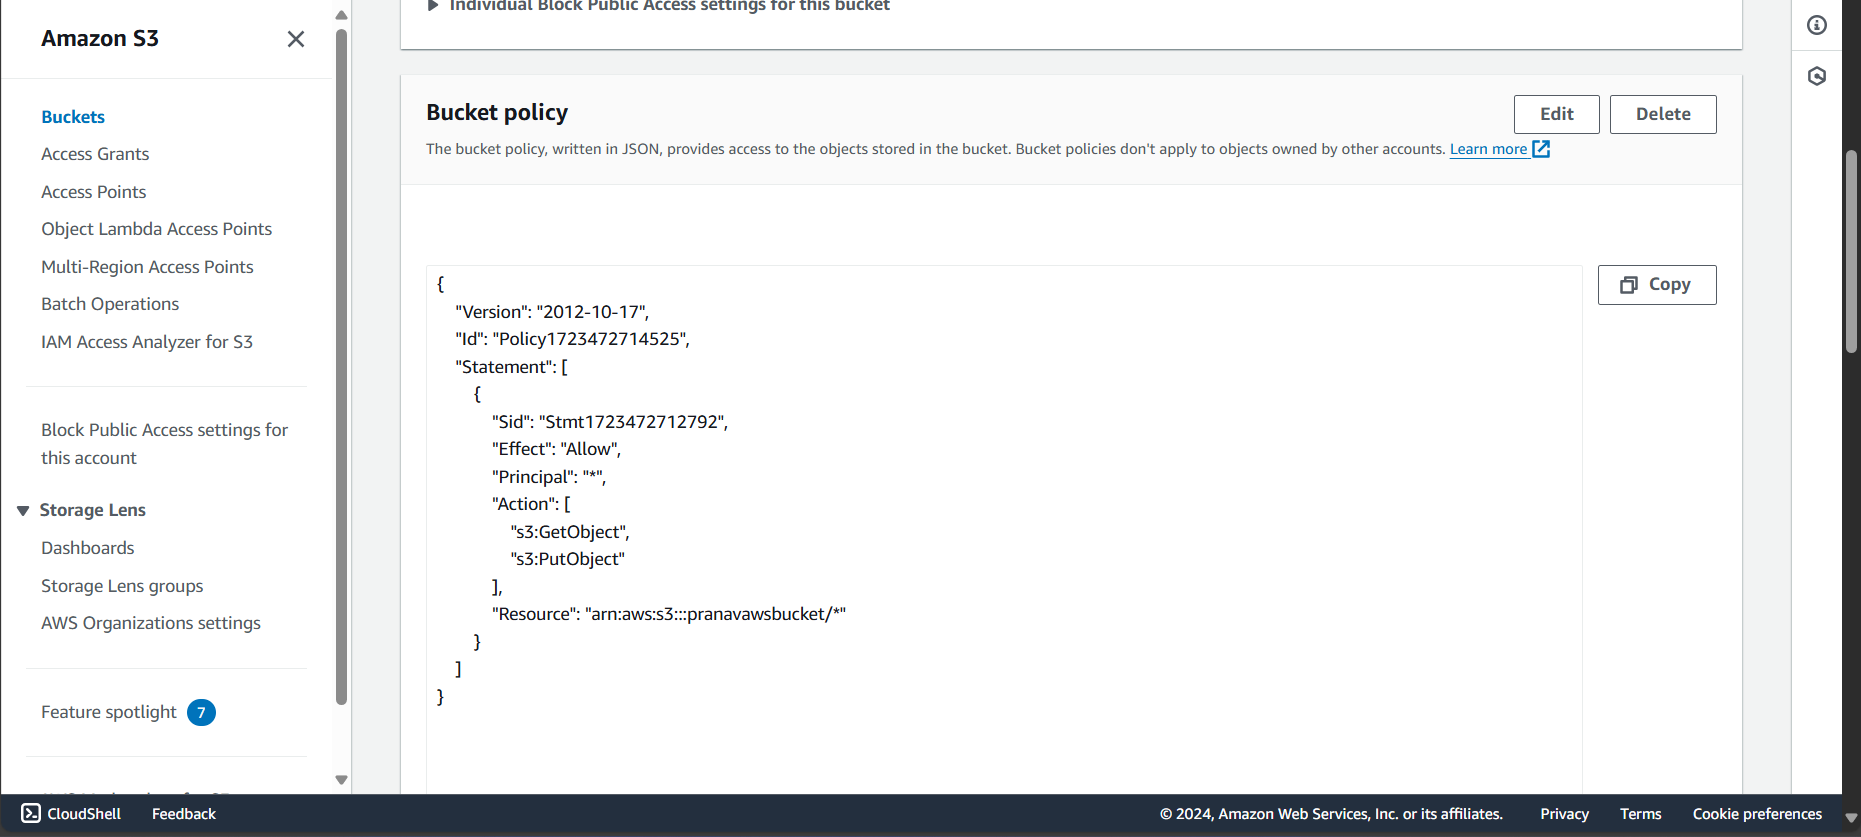 Amazon S3
Buckets
Access Grants
Access Points
Object Lambda Access Points
Multi-Region Access Points
Batch Operations
IAM Access Analyzer for S3
Block Public Access settings for
this account
Storage Lens
Dashboards
Storage Lens groups
AWS Organizations settings
Feature spotlight 7
Individual Block Public Access settings for this bucket
Bucket policy
Edit
Delete
The bucket policy, written in JSON, provides access to the objects stored in the bucket. Bucket policies don't apply to objects owned by other accounts. Learn more
Copy
{
"Version": "2012-10-17",
"Id": "Policy1723472714525",
"Statement": [
{
"Sid": "Stmt1723472712792",
"Effect": "Allow",
"Principal": "*",
"Action": [
"s3:GetObject",
"s3:PutObject"
],
"Resource": "arn:aws:s3:::pranavawsbucket/*"
}
]
}
CloudShell Feedback
© 2024, Amazon Web Services, Inc. or its affiliates. Privacy Terms Cookie preferences